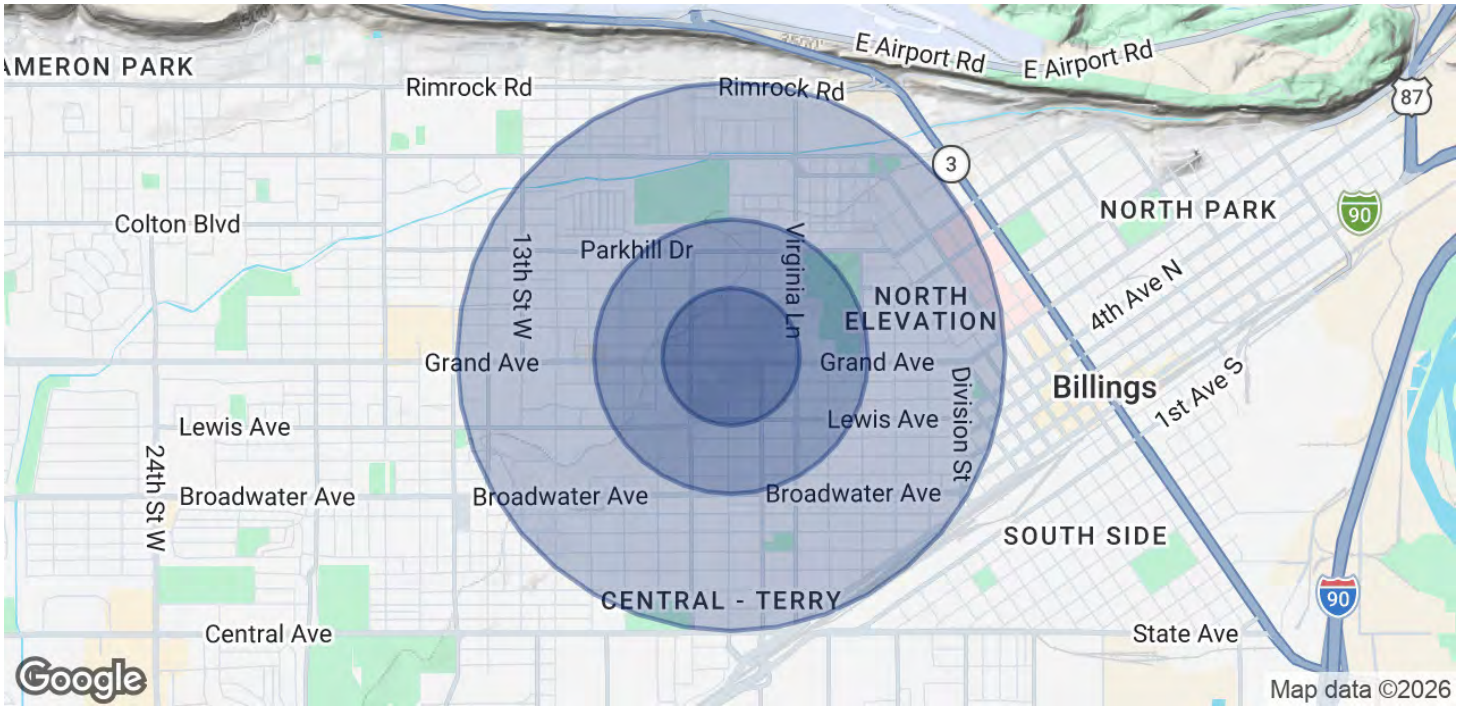 E Airport Rd
E Airport Rd
AMERON PARK
Rimrock Rd
Rimrock Rd
87
3
Colton Blvd
NORTH PARK
90
Parkhill Dr
13th St W
Virginia Ln
NORTH
ELEVATION
4th Ave N
Grand Ave
Grand Ave
Billings
1st Ave S
Division St
Lewis Ave
Lewis Ave
24th St W
Broadwater Ave
Broadwater Ave
Broadwater Ave
SOUTH SIDE
CENTRAL - TERRY
90
Central Ave
State Ave
Google
Map data ©2026